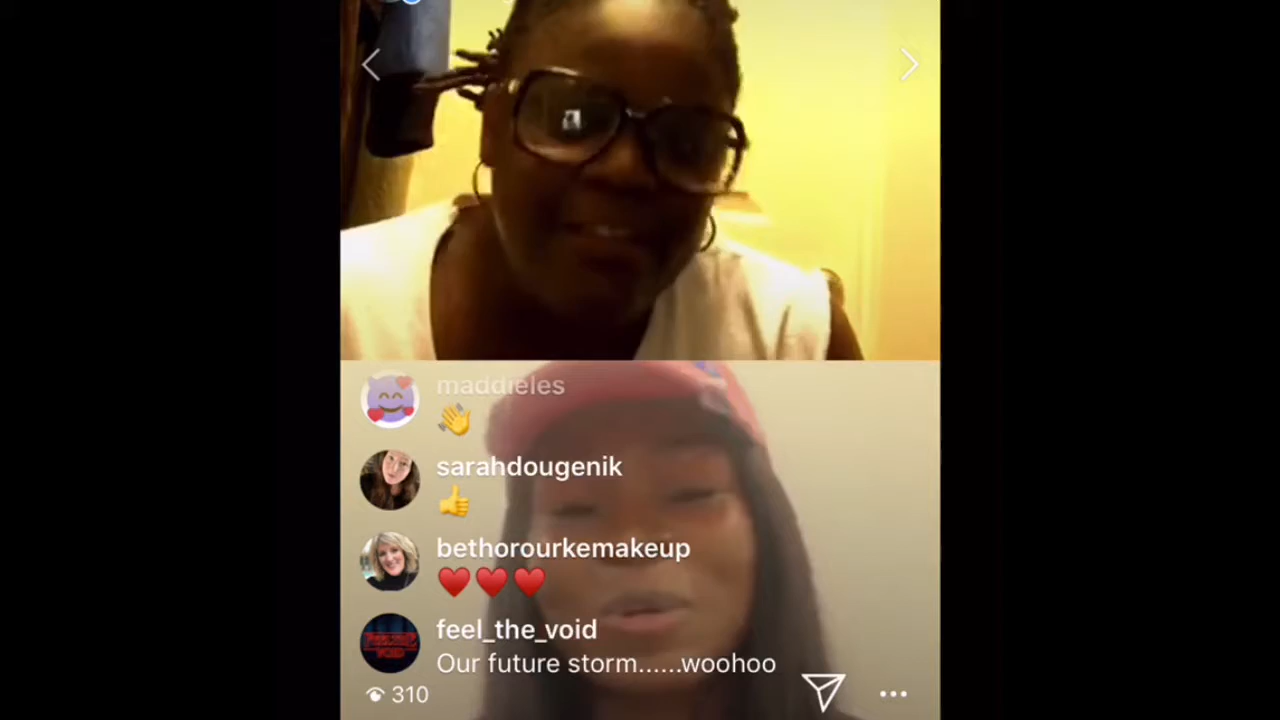 maddieles
👋
sarahdougenik
👍
bethorourkemakeup
❤️❤️❤️
feel_the_void
Our future storm......woohoo
310